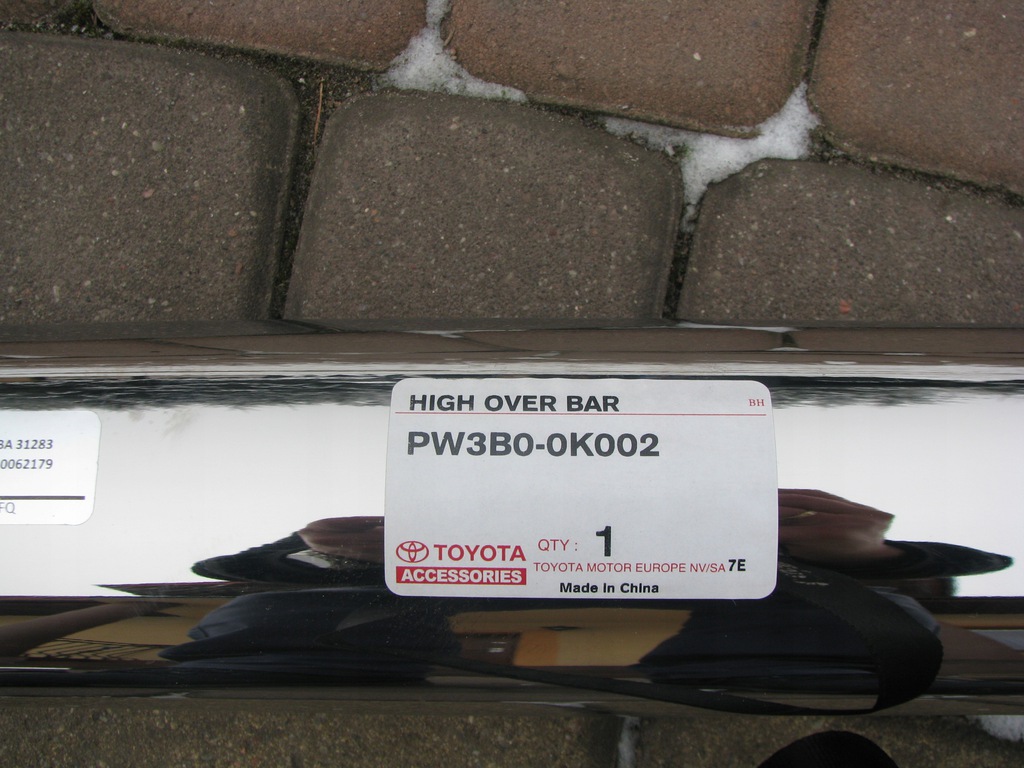 3A 31283
0062179
FQ
HIGH OVER BAR BH
PW3B0-0K002
TOYOTA
ACCESSORIES
QTY : 1
TOYOTA MOTOR EUROPE NV/SA 7E
Made in China